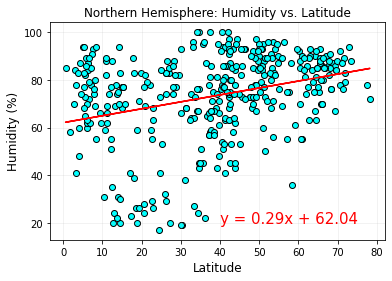 Northern Hemisphere: Humidity vs. Latitude
Humidity (%)
100
80
60
40
20
y = 0.29x + 62.04
0 10 20 30 40 50 60 70 80
Latitude